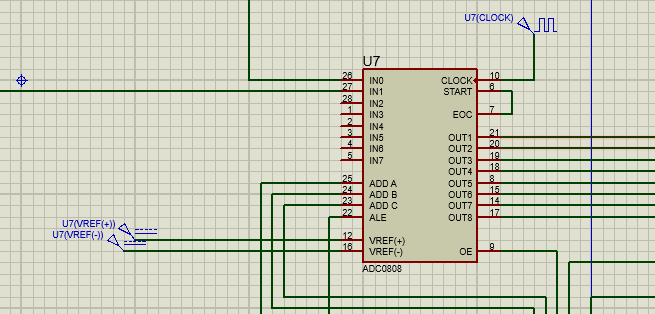 U7(CLOCK)
U7
26 IN0 CLOCK 10
27 IN1 START 6
28 IN2
1 IN3 EOC 7
2 IN4
3 IN5 OUT1 21
4 IN6 OUT2 20
5 IN7 OUT3 19
OUT4 18
25 ADD A OUT5 8
24 ADD B OUT6 15
23 ADD C OUT7 14
22 ALE OUT8 17
U7(VREF(+))
U7(VREF(-))
12 VREF(+)
16 VREF(-) OE 9
ADC0808